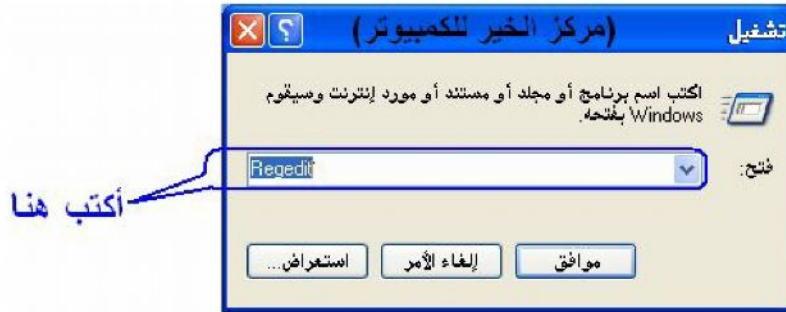 تشغيل (مركز الخير للكمبيوتر)
اكتب اسم برنامج أو مجلد أو مستند أو مورد إنترنت وسيقوم
Windows بفتحه.
فتح: Regedit
أكتب هنا
موافق إلغاء الأمر استعراض...